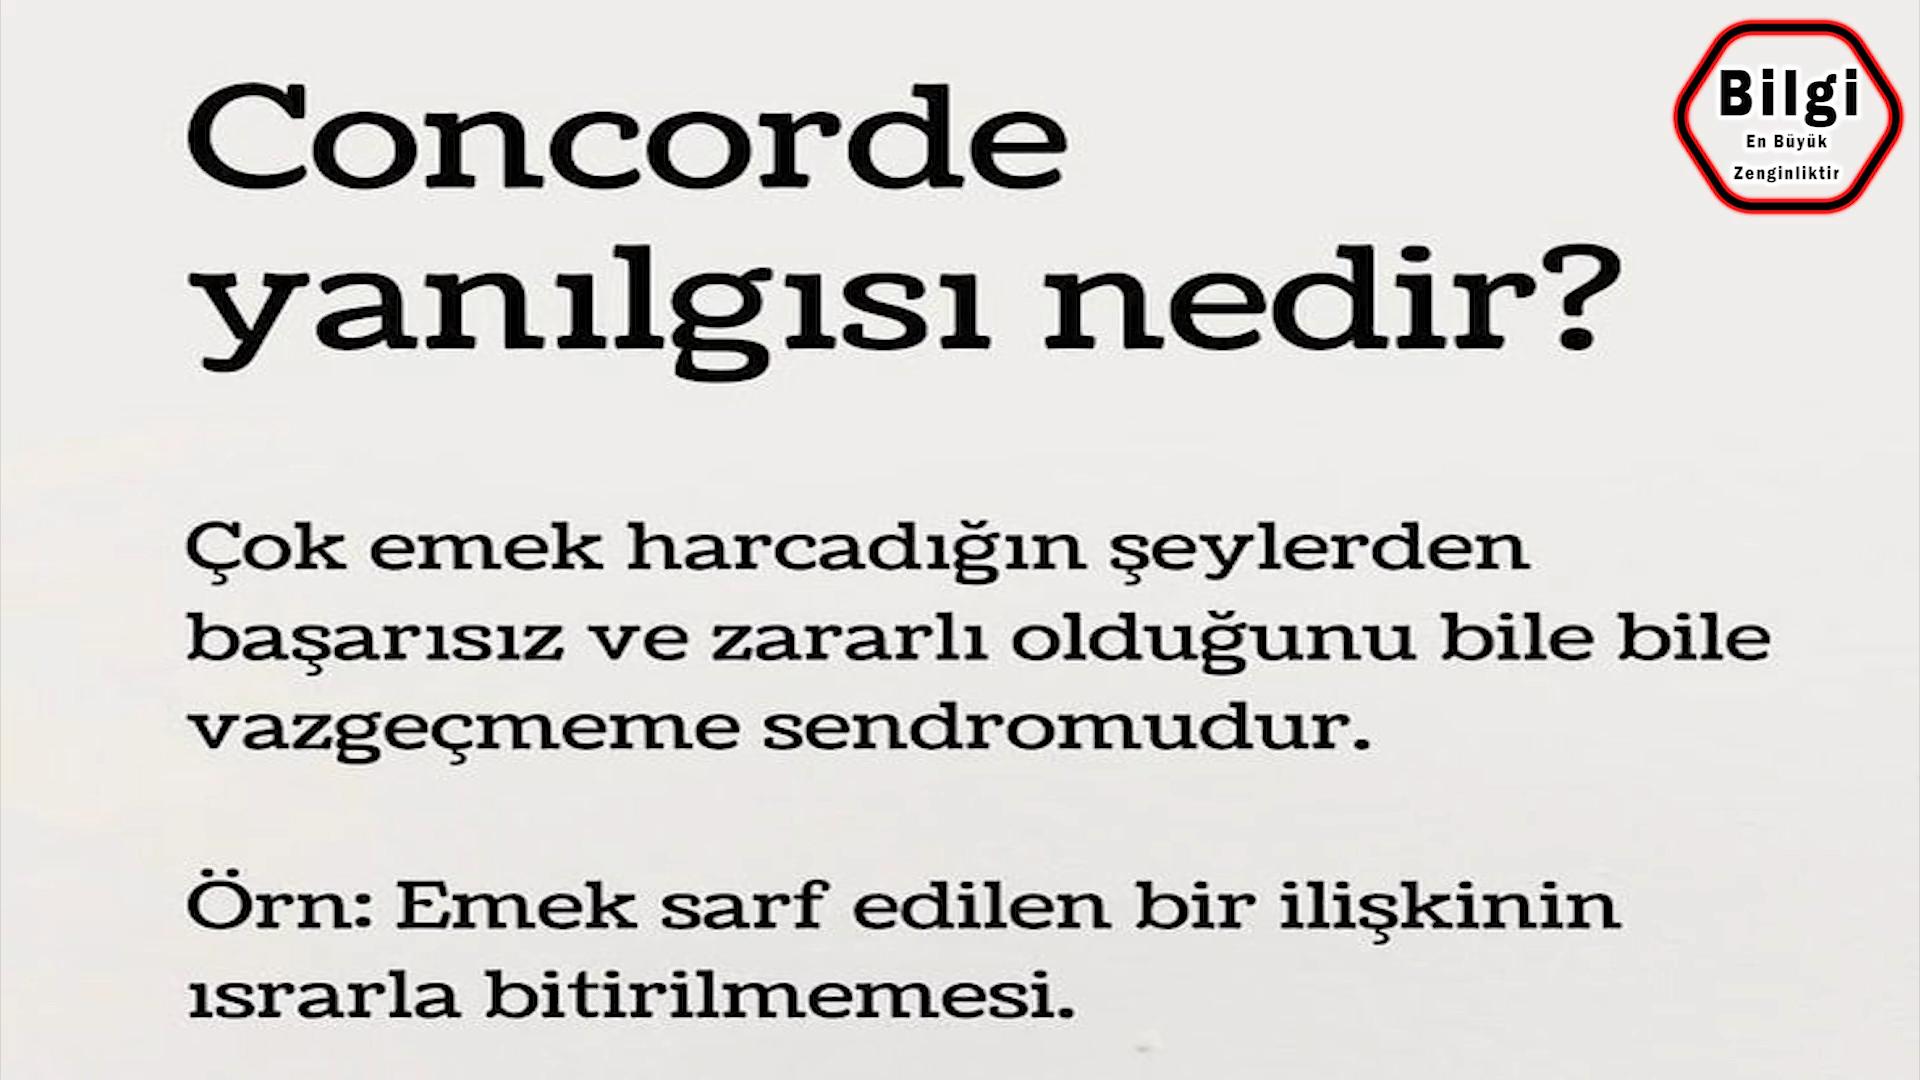 Concorde
yanılgısı nedir?
Bilgi
En Büyük
Zenginliktir
Çok emek harcadığın şeylerden
başarısız ve zararlı olduğunu bile bile
vazgeçmeme sendromudur.
Örn: Emek sarf edilen bir ilişkinin
ısrarla bitirilmemesi.